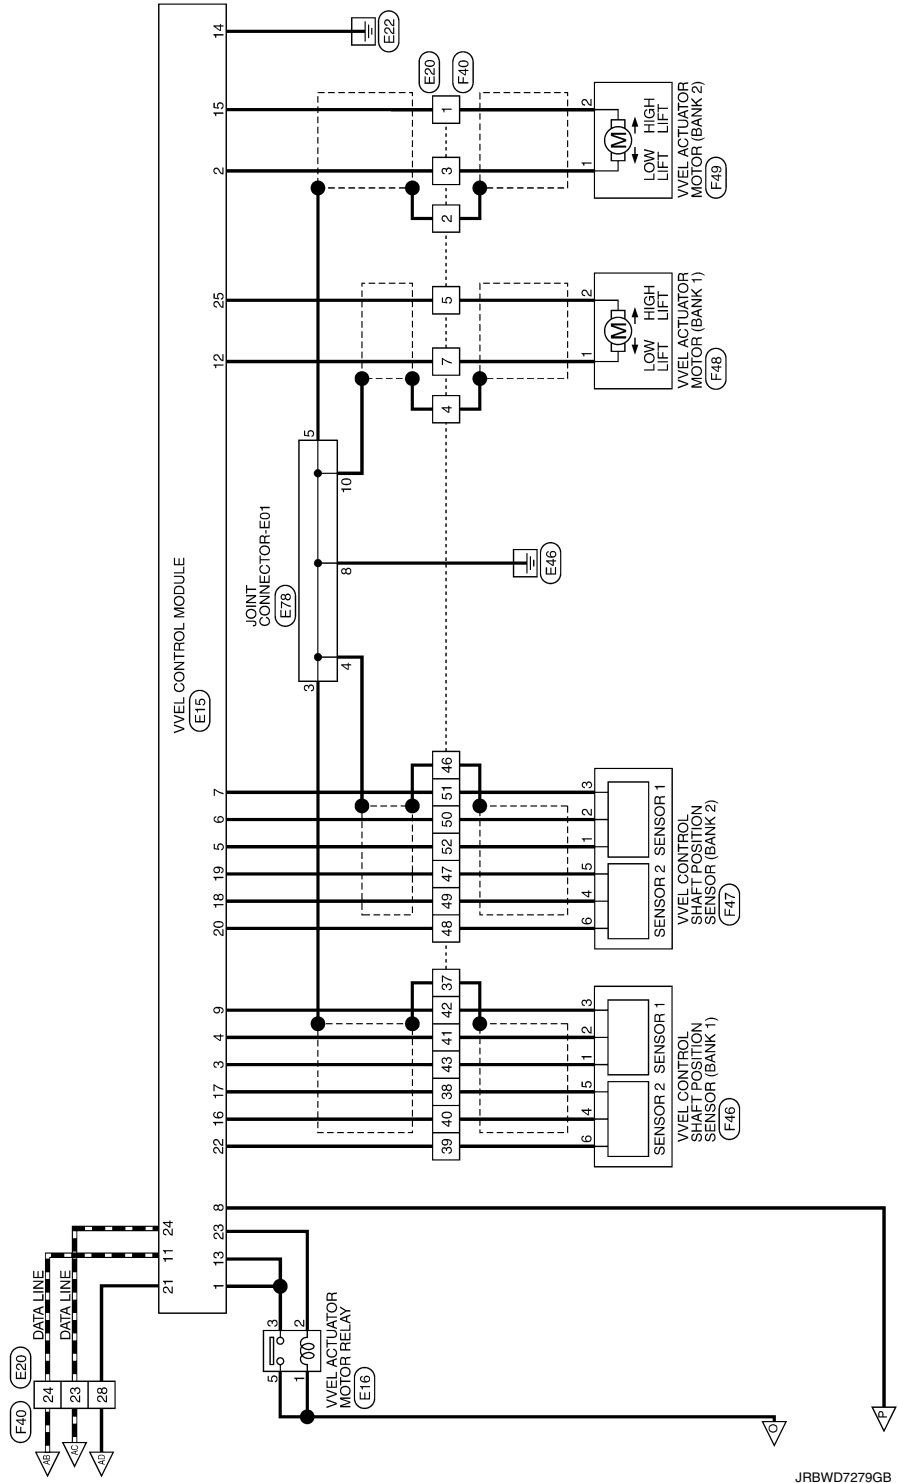 14
E22
15
E20
F40
1
2
2
3
1
2
M
LOW LIFT
HIGH LIFT
VVEL ACTUATOR
MOTOR (BANK 2)
F49
25
5
2
12
7
1
4
M
LOW LIFT
HIGH LIFT
VVEL ACTUATOR
MOTOR (BANK 1)
F48
5
10
JOINT
CONNECTOR-E01
E78
8
E46
3
4
VVEL CONTROL MODULE
E15
46
7
51
3
6
50
2
5
52
1
19
47
5
18
49
4
20
48
6
SENSOR 2
SENSOR 1
VVEL CONTROL
SHAFT POSITION
SENSOR (BANK 2)
F47
37
9
42
3
4
41
2
3
43
1
17
38
5
16
40
4
22
39
6
SENSOR 2
SENSOR 1
VVEL CONTROL
SHAFT POSITION
SENSOR (BANK 1)
F46
24
11
21
8
23
13
1
DATA LINE
DATA LINE
E20
F40
24
23
28
AB
AC
AD
3
2
5
1
VVEL ACTUATOR
MOTOR RELAY
E16
O
P
JRBWD7279GB